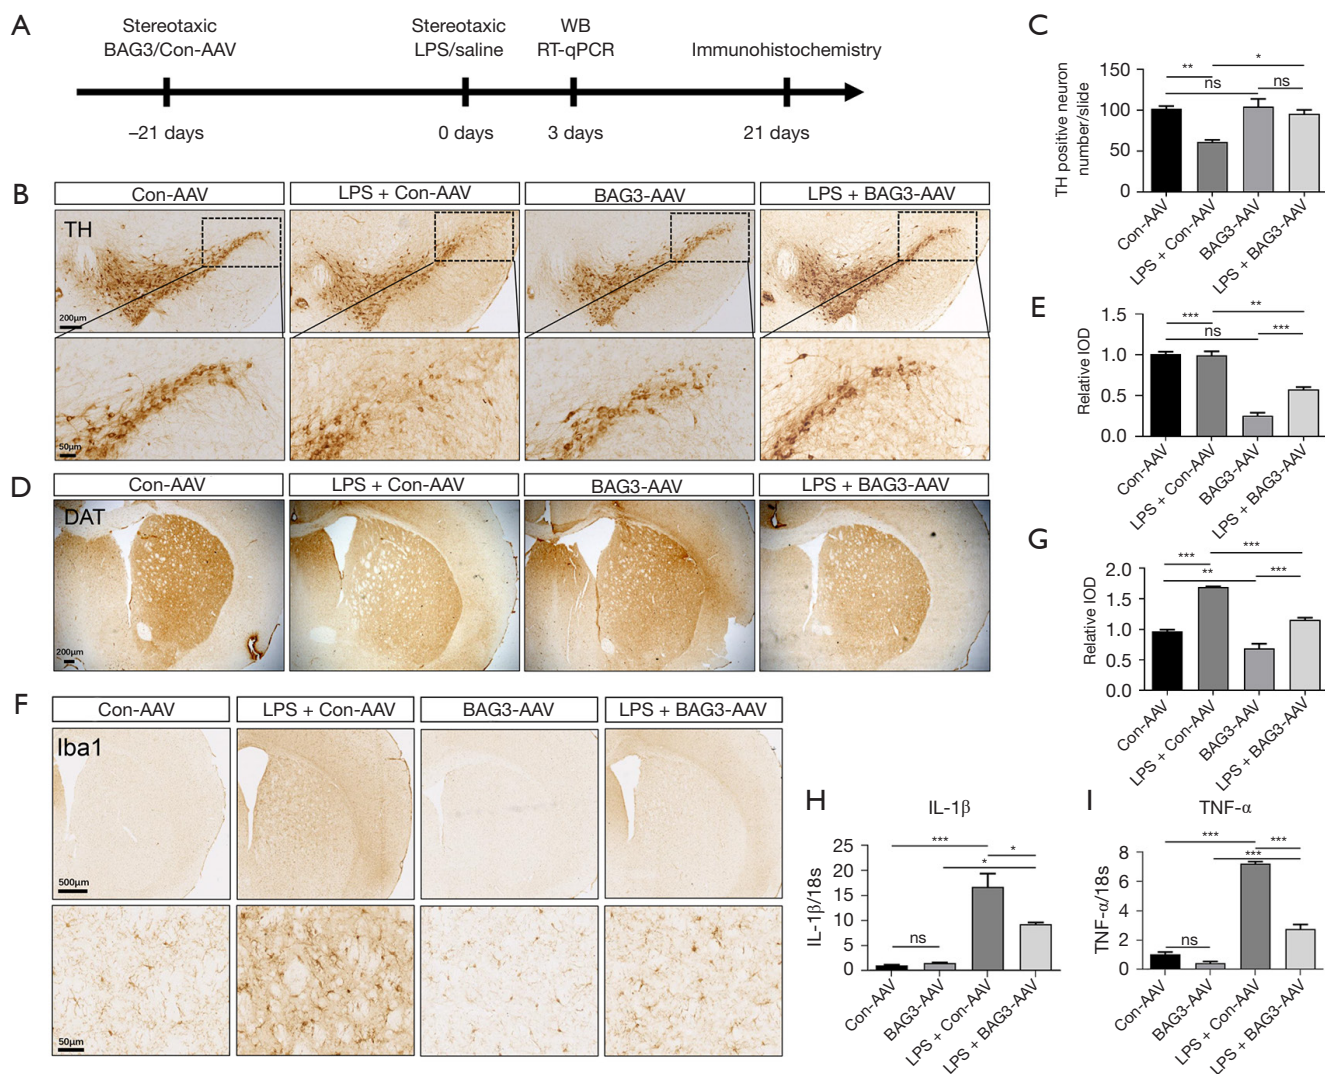 A
Stereotaxic
BAG3/Con-AAV
Stereotaxic
LPS/saline
WB
RT-qPCR
Immunohistochemistry
–21 days
0 days
3 days
21 days
B
Con-AAV
LPS + Con-AAV
BAG3-AAV
LPS + BAG3-AAV
TH
200μm
50μm
C
TH positive neuron
number/slide
150
100
50
0
**
*
ns
ns
Con-AAV
LPS + Con-AAV
BAG3-AAV
LPS + BAG3-AAV
D
Con-AAV
LPS + Con-AAV
BAG3-AAV
LPS + BAG3-AAV
DAT
200μm
E
Relative IOD
1.5
1.0
0.5
0.0
***
**
ns
***
Con-AAV
LPS + Con-AAV
BAG3-AAV
LPS + BAG3-AAV
F
Con-AAV
LPS + Con-AAV
BAG3-AAV
LPS + BAG3-AAV
Iba1
500μm
50μm
G
Relative IOD
2.0
1.5
1.0
0.5
0.0
***
***
**
***
Con-AAV
LPS + Con-AAV
BAG3-AAV
LPS + BAG3-AAV
H
IL-1β
IL-1β/18s
25
20
15
10
5
0
***
*
*
ns
Con-AAV
BAG3-AAV
LPS + Con-AAV
LPS + BAG3-AAV
I
TNF-α
TNF-α/18s
8
6
4
2
0
***
***
***
ns
Con-AAV
BAG3-AAV
LPS + Con-AAV
LPS + BAG3-AAV